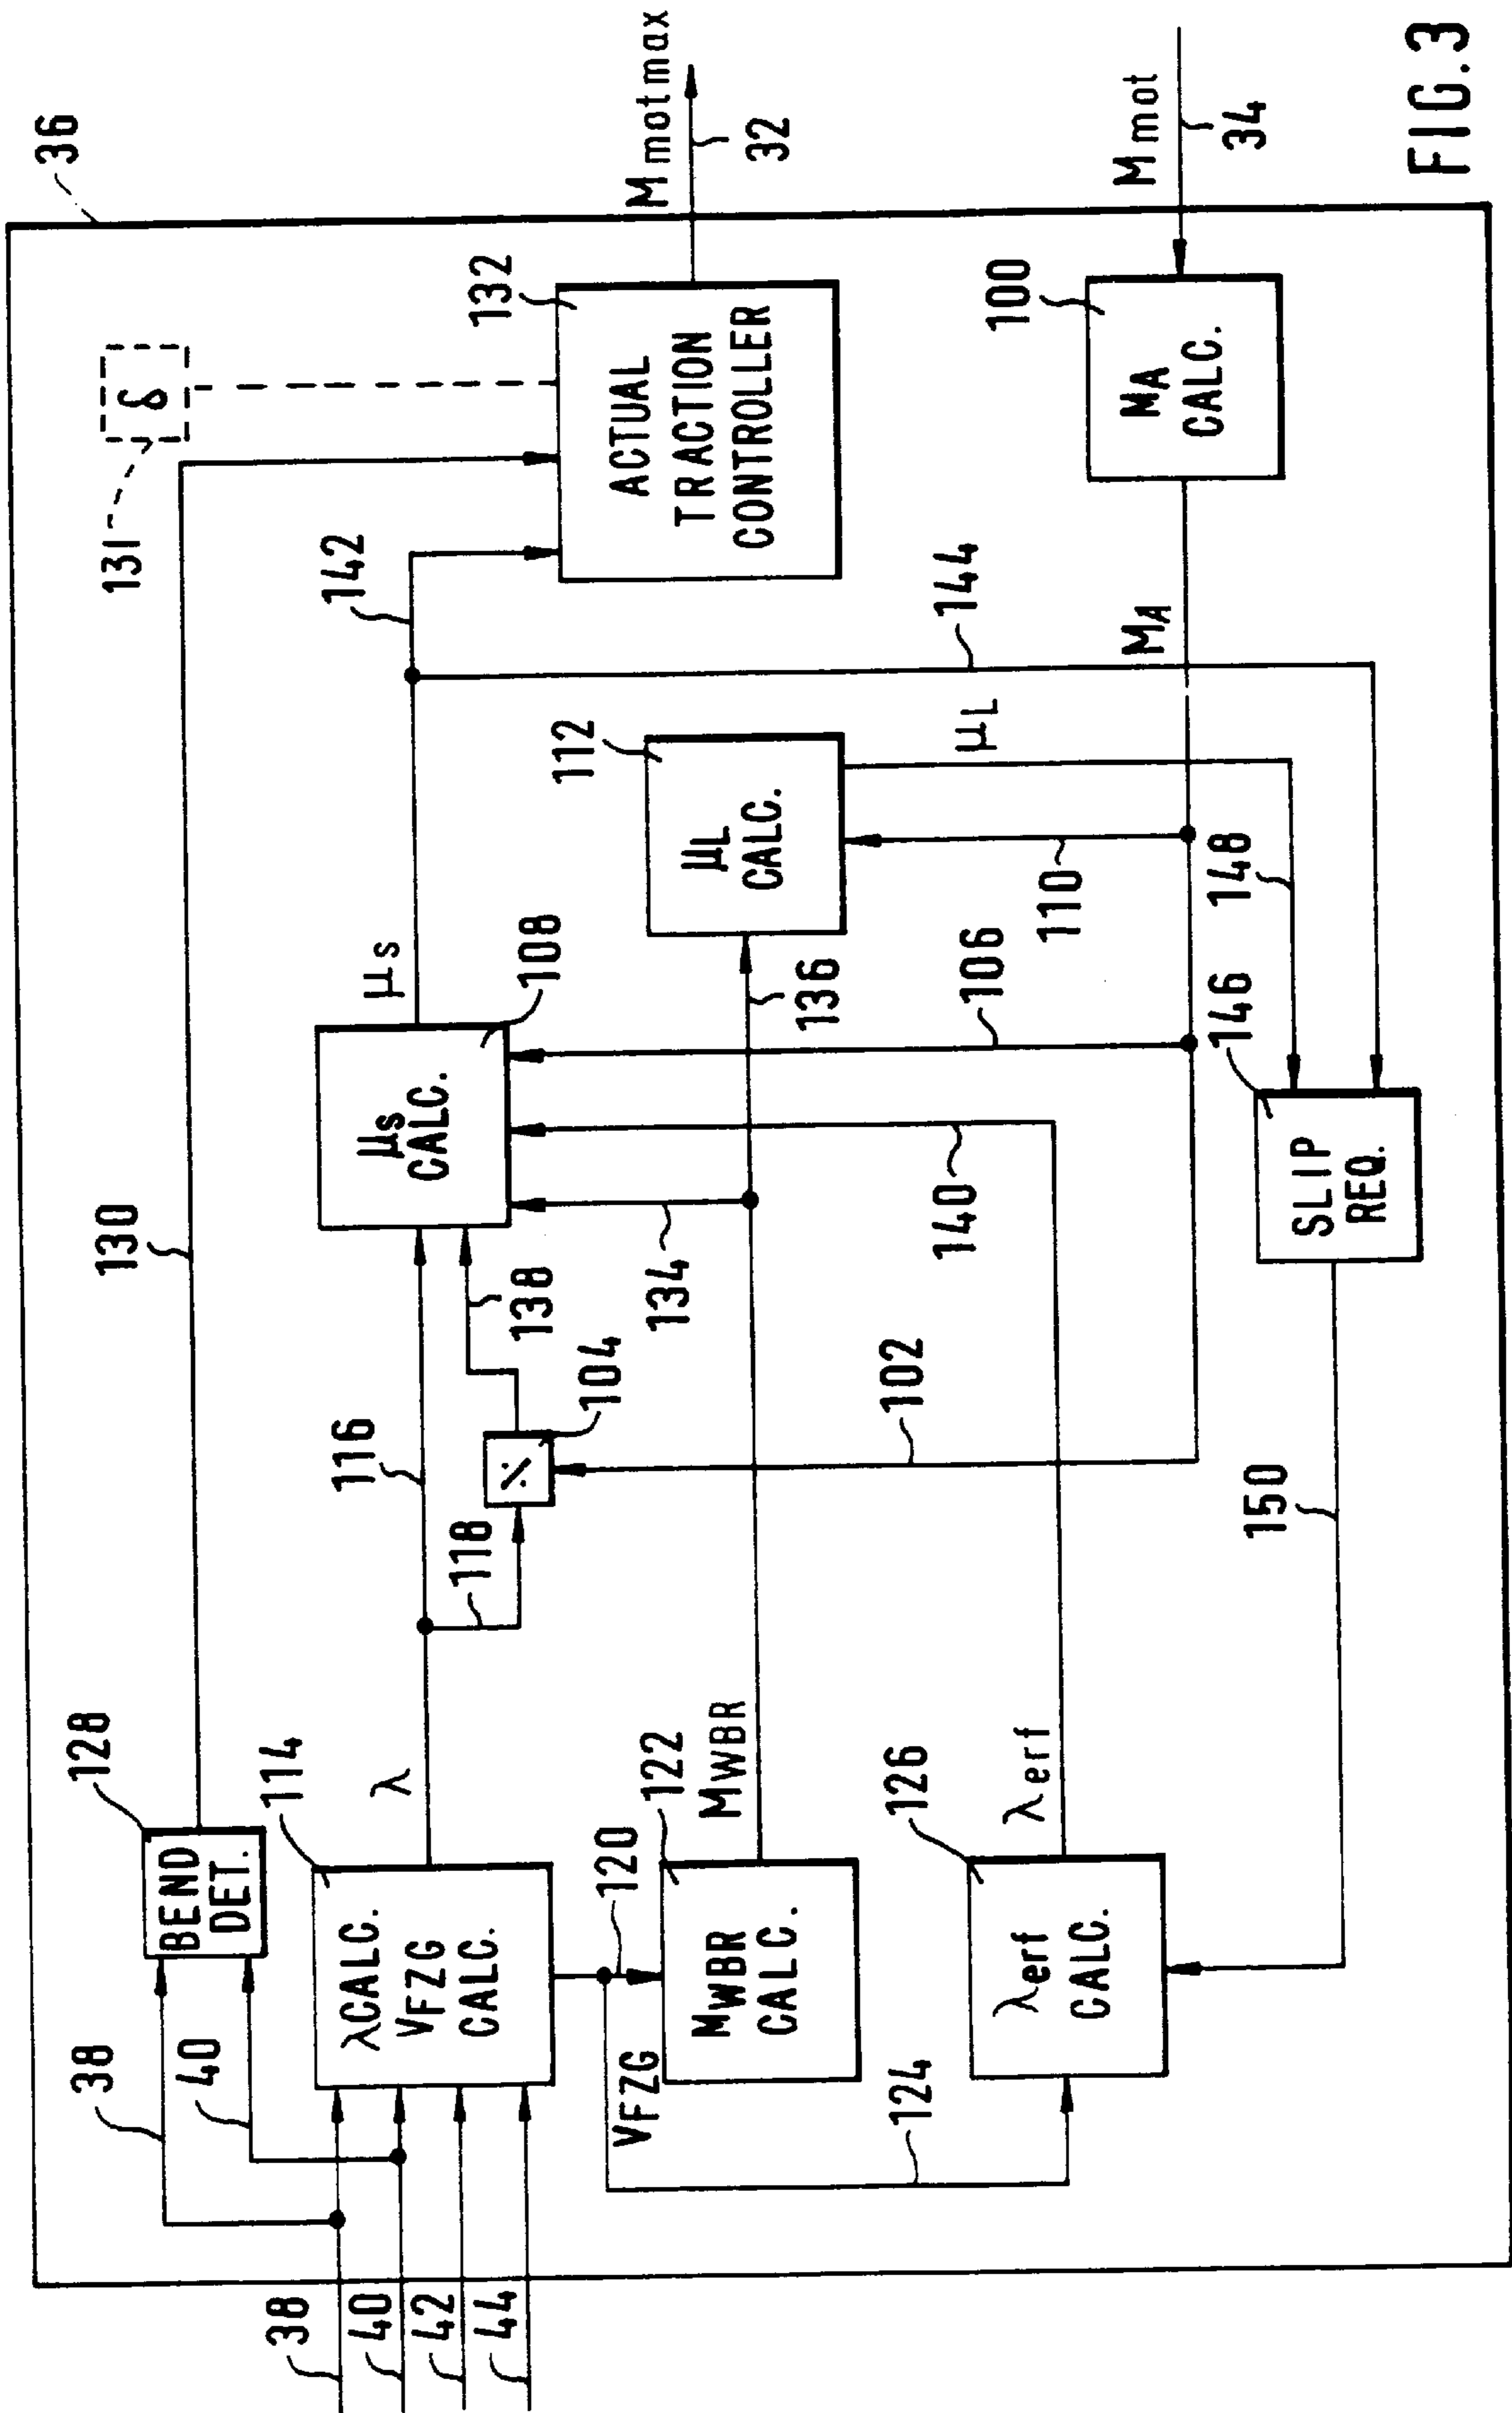 36
131
δ
132
ACTUAL
TRACTION
CONTROLLER
Mmotmax
32
130
142
128
BEND
DET.
38
40
114
λCALC.
VFZG
CALC.
λ
116
118
104
÷
138
µs
CALC.
108
µs
38
40
42
44
VFZG
120
122
MWBR
CALC.
MWBR
134
136
112
µL
CALC.
µL
144
100
MA
CALC.
Mmot
34
MA
124
126
λerf
CALC.
λerf
102
140
106
110
148
146
SLIP
REQ.
150
FIG.3